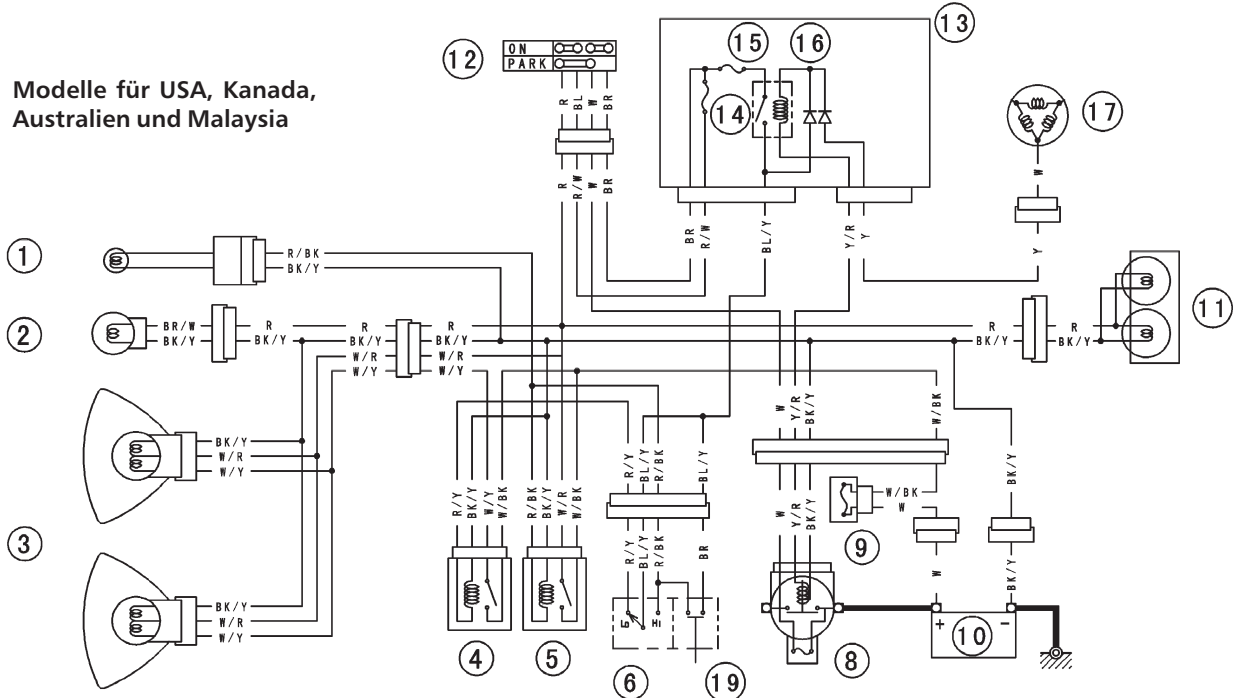 Modelle für USA, Kanada,
Australien und Malaysia
12
ON
PARK
R
BL
W
BR
R
R/W
W
BR
13
15
16
14
BR
R/W
BL/Y
Y/R
Y
17
W
Y
1
R/BK
BK/Y
2
BR/W
BK/Y
R
BK/Y
R
BK/Y
W/R
W/Y
R
BK/Y
W/R
W/Y
R
BK/Y
R
BK/Y
11
BK/Y
W/R
W/Y
3
BK/Y
W/R
W/Y
R/Y
BK/Y
W/Y
W/BK
4
R/BK
BK/Y
W/R
W/BK
5
R/Y
BL/Y
R/BK
BL/Y
R/Y
BL/Y
R/BK
BR
HI
6
19
W
Y/R
BK/Y
W/BK
W
Y/R
BK/Y
W/BK
W
9
8
BK/Y
W
BK/Y
+
10
−